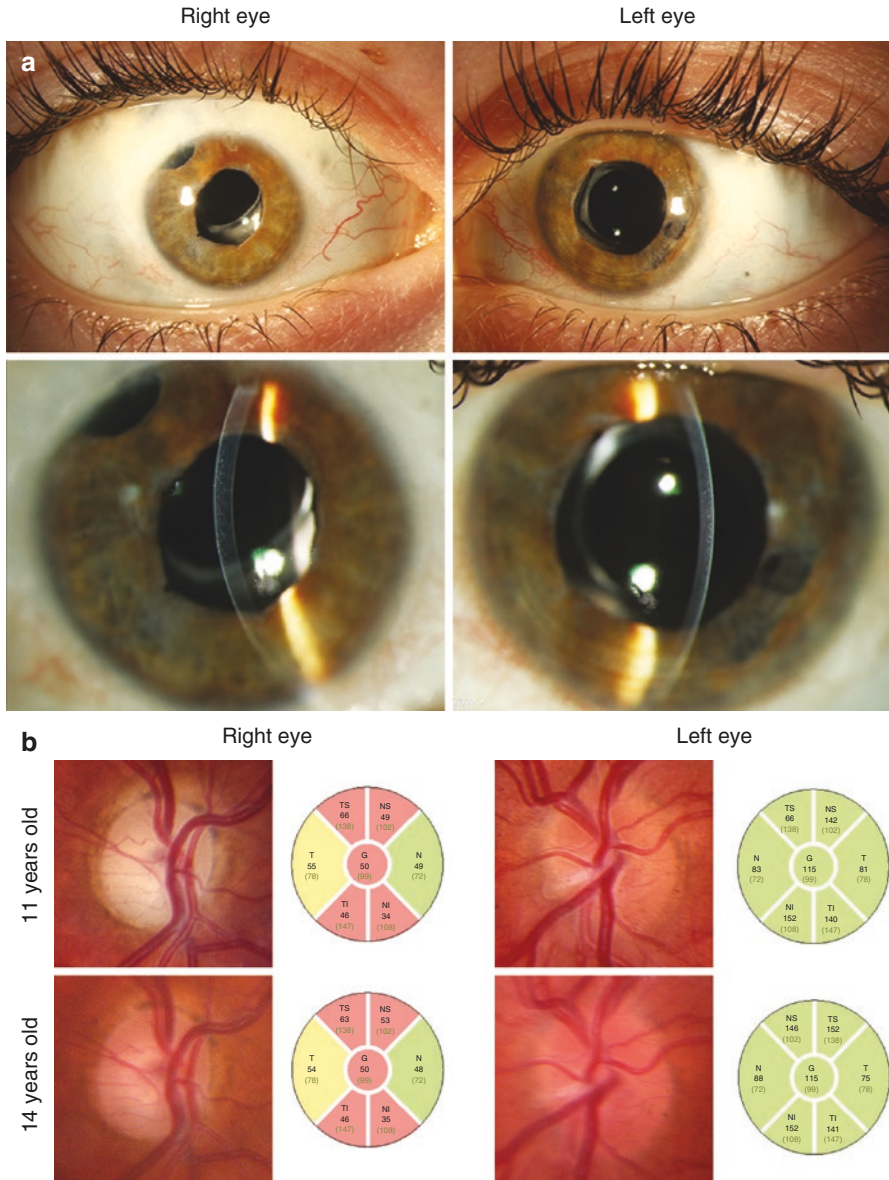 Right eye
Left eye
a
b
Right eye
Left eye
11 years old
TS
66
(138)
NS
49
(102)
T
55
(78)
G
50
(99)
N
49
(72)
TI
46
(147)
NI
34
(108)
TS
66
(138)
NS
142
(102)
N
83
(72)
G
115
(99)
T
81
(78)
NI
152
(108)
TI
140
(147)
14 years old
TS
63
(138)
NS
53
(102)
T
54
(78)
G
50
(99)
N
48
(72)
TI
46
(147)
NI
35
(108)
NS
146
(102)
TS
152
(138)
N
88
(72)
G
115
(99)
T
75
(78)
NI
152
(108)
TI
141
(147)